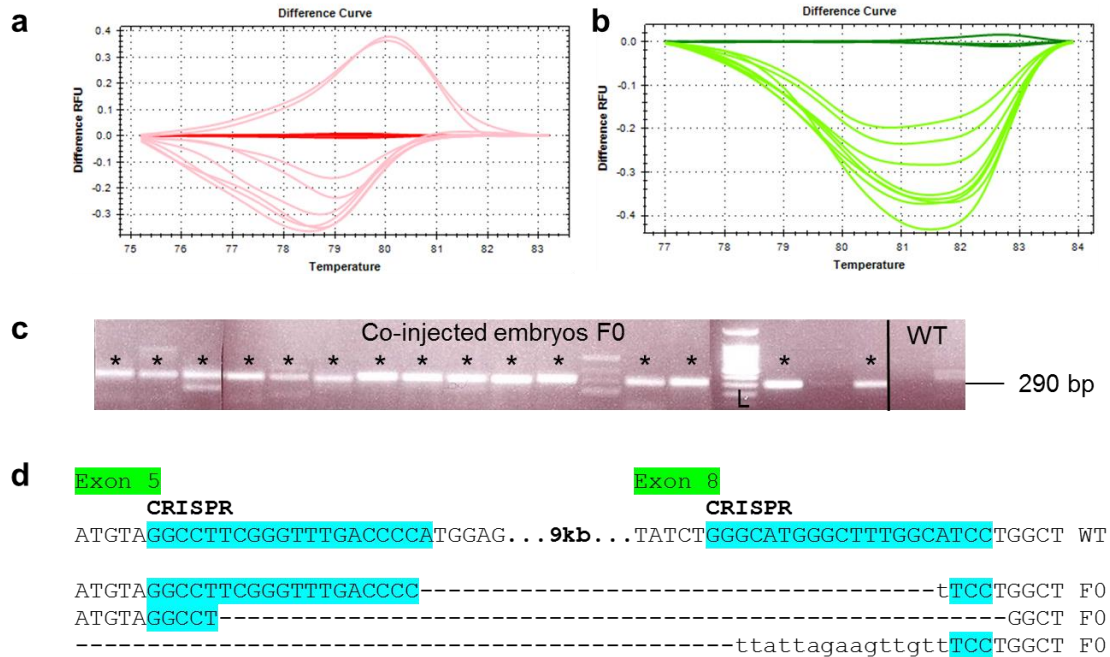 a
Difference Curve
Difference RFU
0.4
0.3
0.2
0.1
0.0
-0.1
-0.2
-0.3
75 76 77 78 79 80 81 82 83
Temperature
b
Difference Curve
Difference RFU
0.0
-0.1
-0.2
-0.3
-0.4
77 78 79 80 81 82 83 84
Temperature
c
Co-injected embryos F0
WT
* * * * * * * * * * * * * * *
L
290 bp
d
Exon 5 Exon 8
CRISPR CRISPR
ATGTAGGCCTTCGGGTTTGACCCCATGGAG...9kb...TATCTGGGCATGGGCTTTGGCATCCTGGCT WT
ATGTAGGCCTTCGGGTTTGACCCC------------------------------------tTCCTGGCT F0
ATGTAGGCCT-------------------------------------------------------GGCT F0
----------------------------------------------ttattagaagttgttTCCTGGCT F0